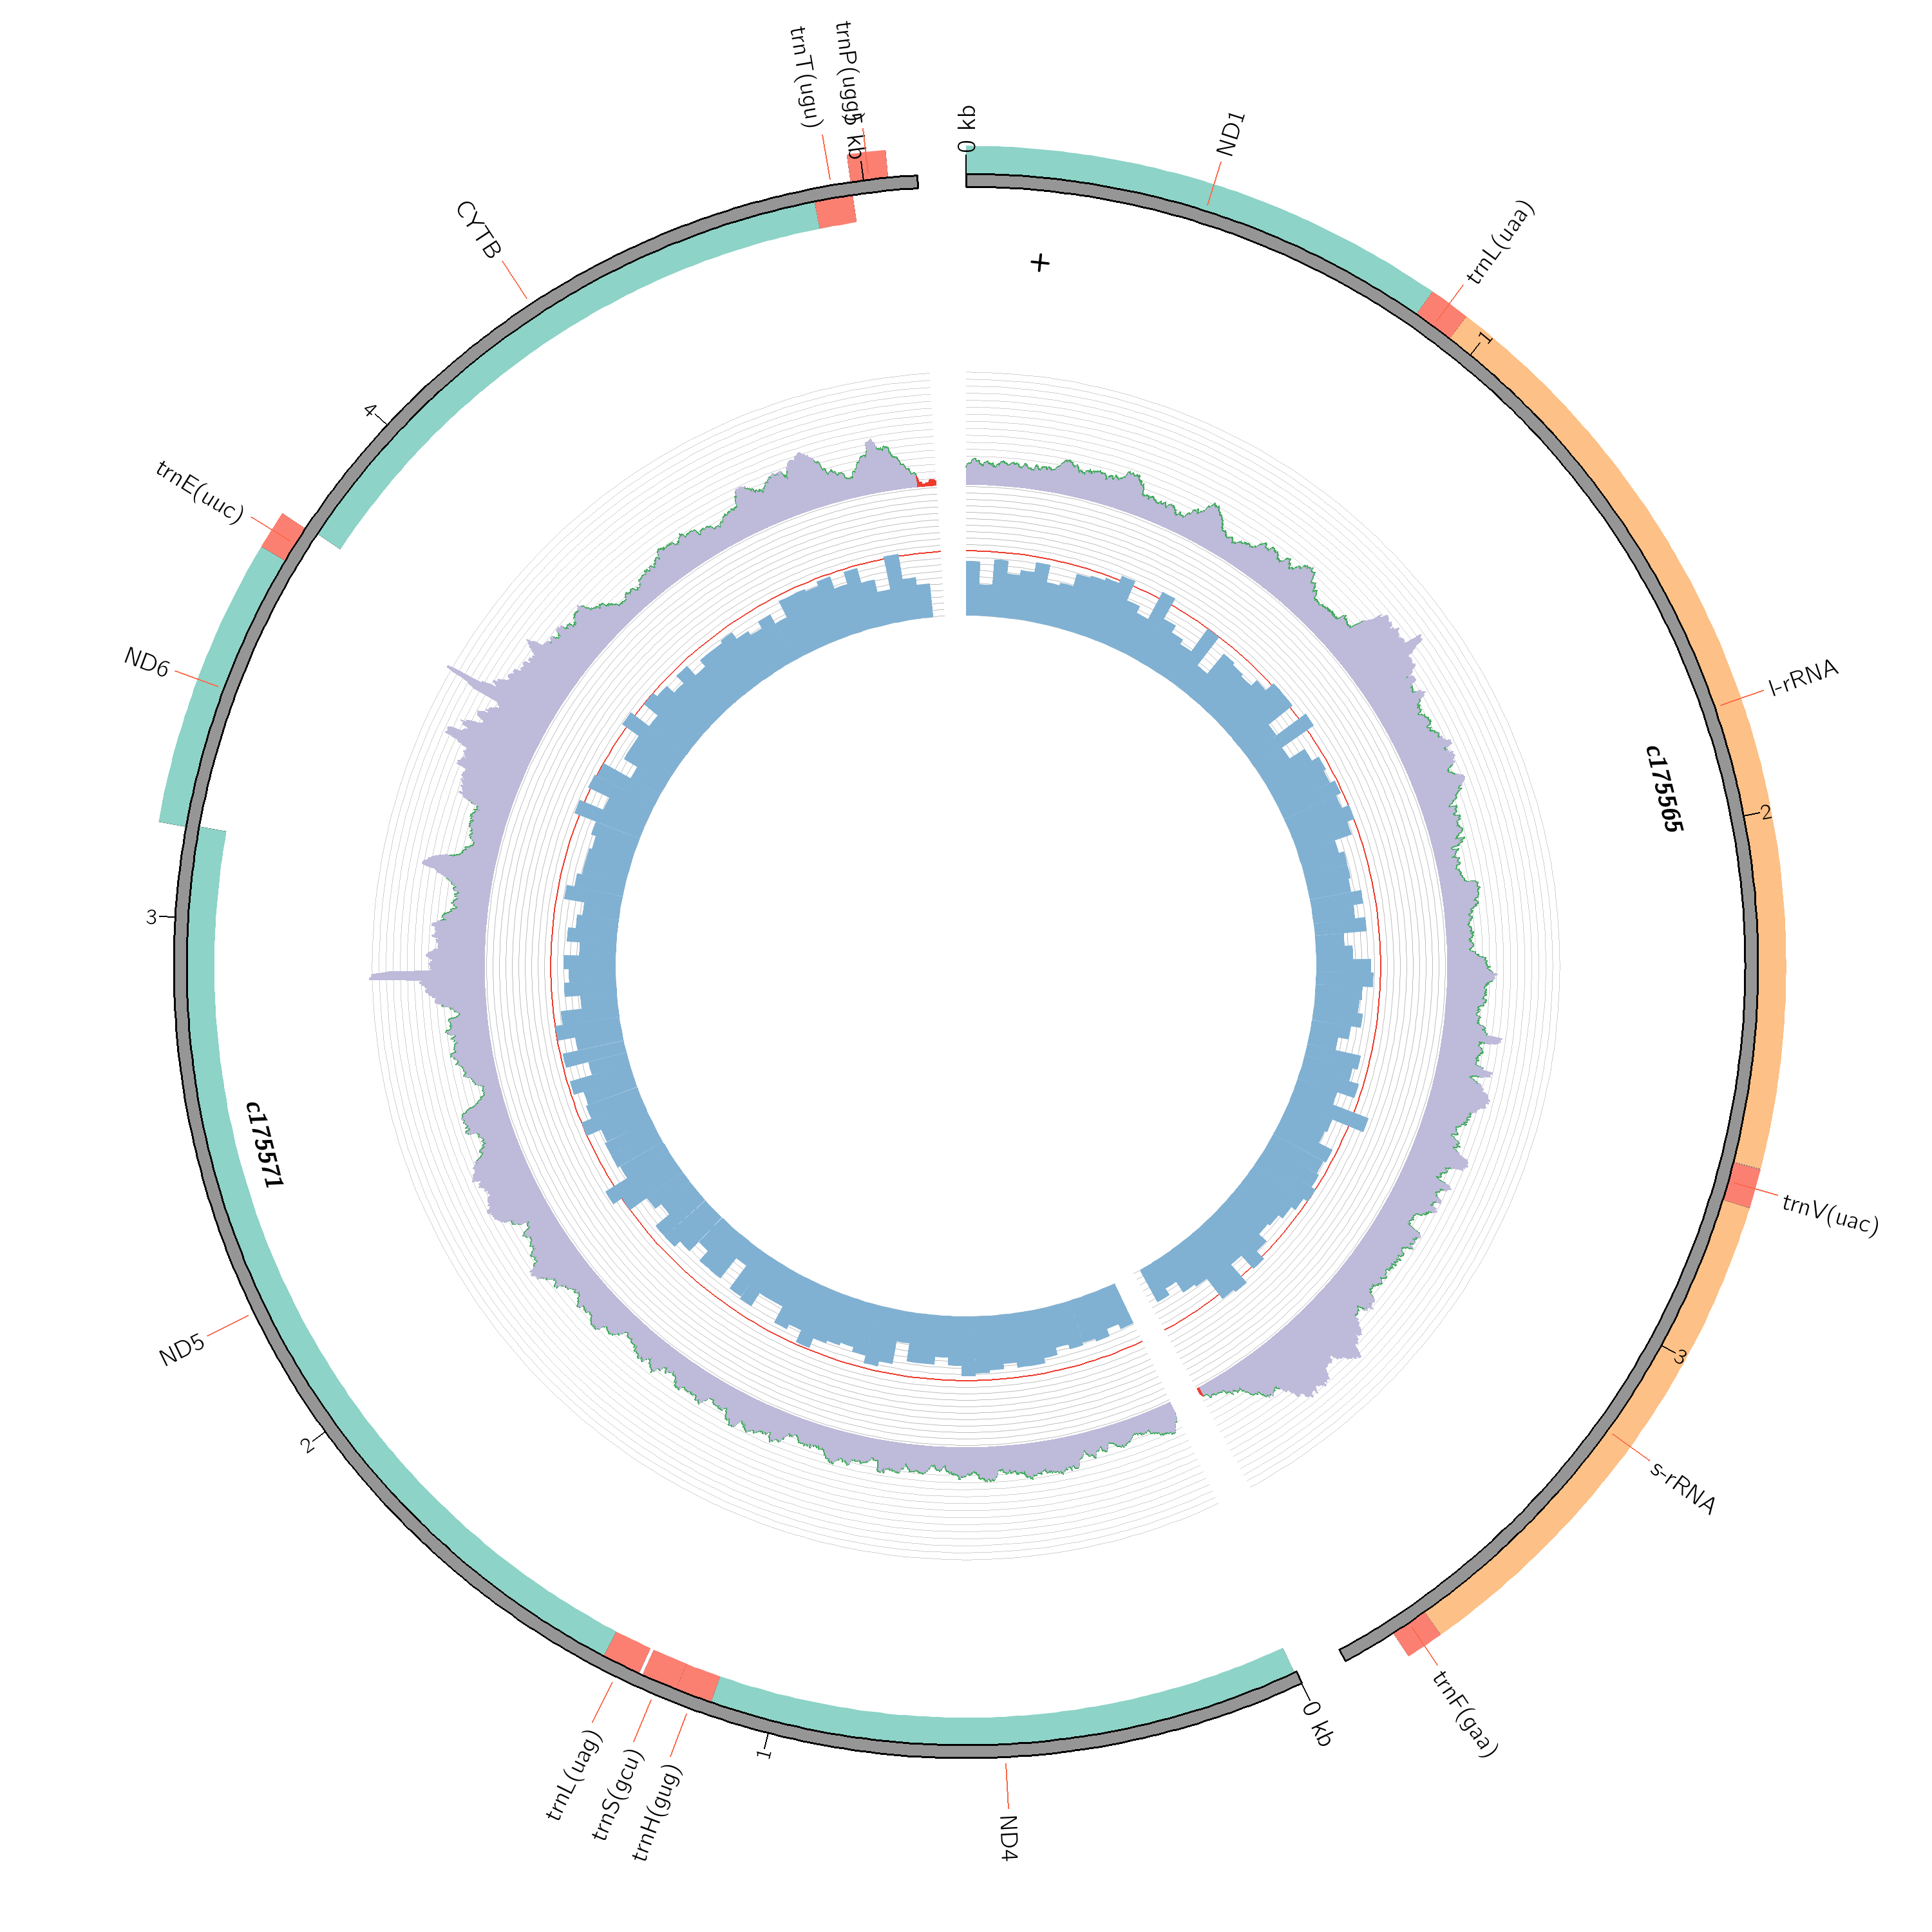 0 kb
ND1
trnL(uaa)
1
l-rRNA
c175565
2
trnV(uac)
3
s-rRNA
trnF(gaa)
0 kb
ND4
1
trnH(gug)
trnS(gcu)
trnL(uag)
2
ND5
c175571
3
ND6
trnE(uuc)
4
CYTB
trnT(ugu)
trnP(ugg)
5 kb
+